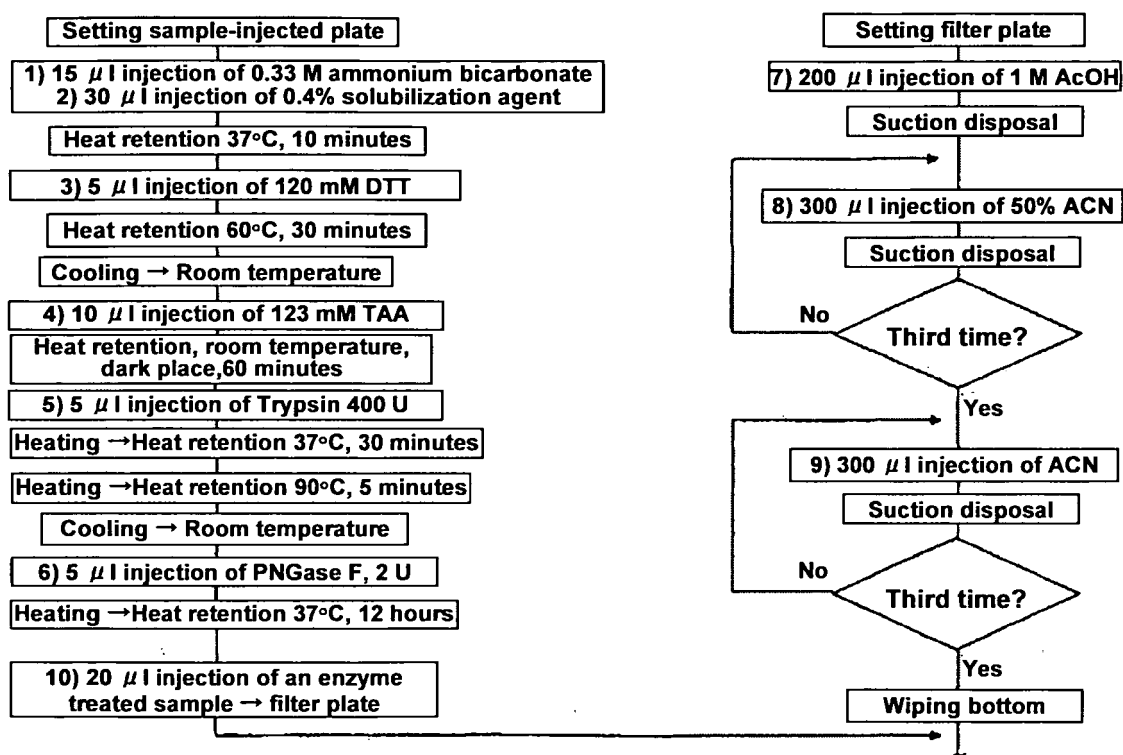 Setting sample-injected plate
1) 15 μl injection of 0.33 M ammonium bicarbonate
2) 30 μl injection of 0.4% solubilization agent
Heat retention 37°C, 10 minutes
3) 5 μl injection of 120 mM DTT
Heat retention 60°C, 30 minutes
Cooling → Room temperature
4) 10 μl injection of 123 mM TAA
Heat retention, room temperature,
dark place,60 minutes
5) 5 μl injection of Trypsin 400 U
Heating →Heat retention 37°C, 30 minutes
Heating →Heat retention 90°C, 5 minutes
Cooling → Room temperature
6) 5 μl injection of PNGase F, 2 U
Heating →Heat retention 37°C, 12 hours
10) 20 μl injection of an enzyme
treated sample → filter plate
Setting filter plate
7) 200 μl injection of 1 M AcOH
Suction disposal
8) 300 μl injection of 50% ACN
Suction disposal
No
Third time?
Yes
9) 300 μl injection of ACN
Suction disposal
No
Third time?
Yes
Wiping bottom